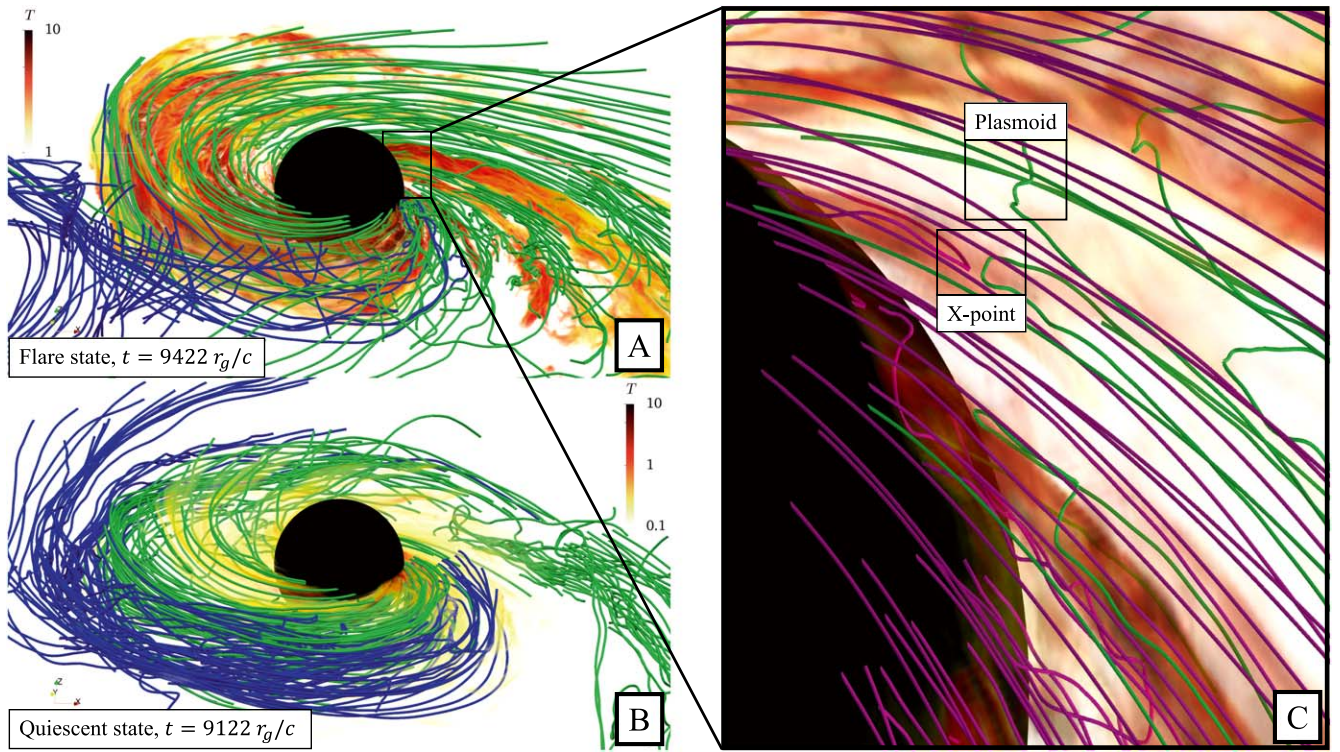 T
10
1
A
Flare state, t = 9422 r_g/c
T
10
1
0.1
Z
Y
X
B
Quiescent state, t = 9122 r_g/c
Plasmoid
X-point
C